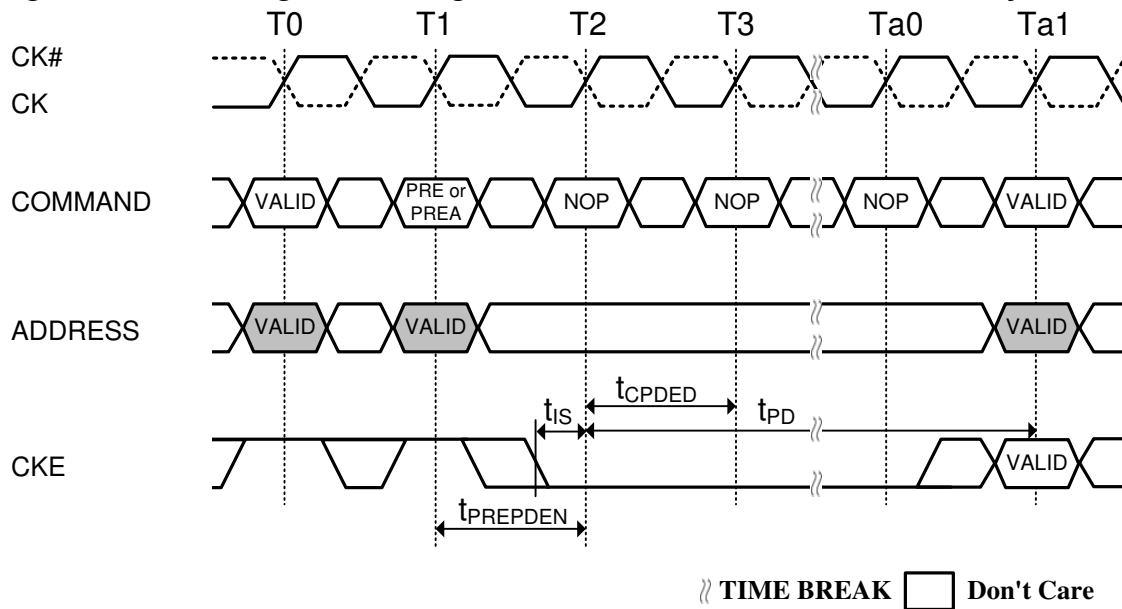 T0 T1 T2 T3 Ta0 Ta1
CK#
CK
COMMAND VALID PRE or PREA NOP NOP NOP VALID
ADDRESS VALID VALID VALID
tCPDED
tIS tPD
CKE VALID
tPREPDEN
TIME BREAK Don't Care